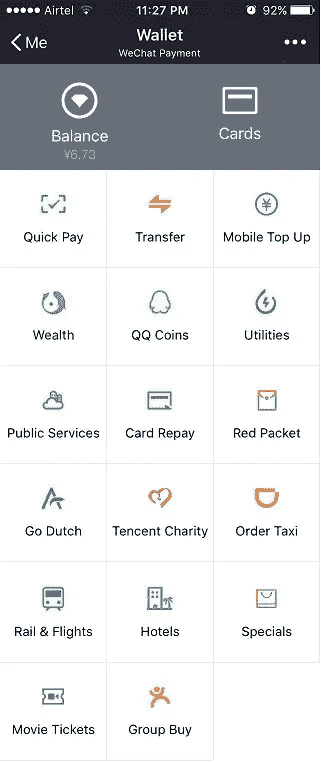 Airtel 11:27 PM 92%
Me Wallet
WeChat Payment
Balance Cards
¥6.73
Quick Pay Transfer Mobile Top Up
Wealth QQ Coins Utilities
Public Services Card Repay Red Packet
Go Dutch Tencent Charity Order Taxi
Rail & Flights Hotels Specials
Movie Tickets Group Buy